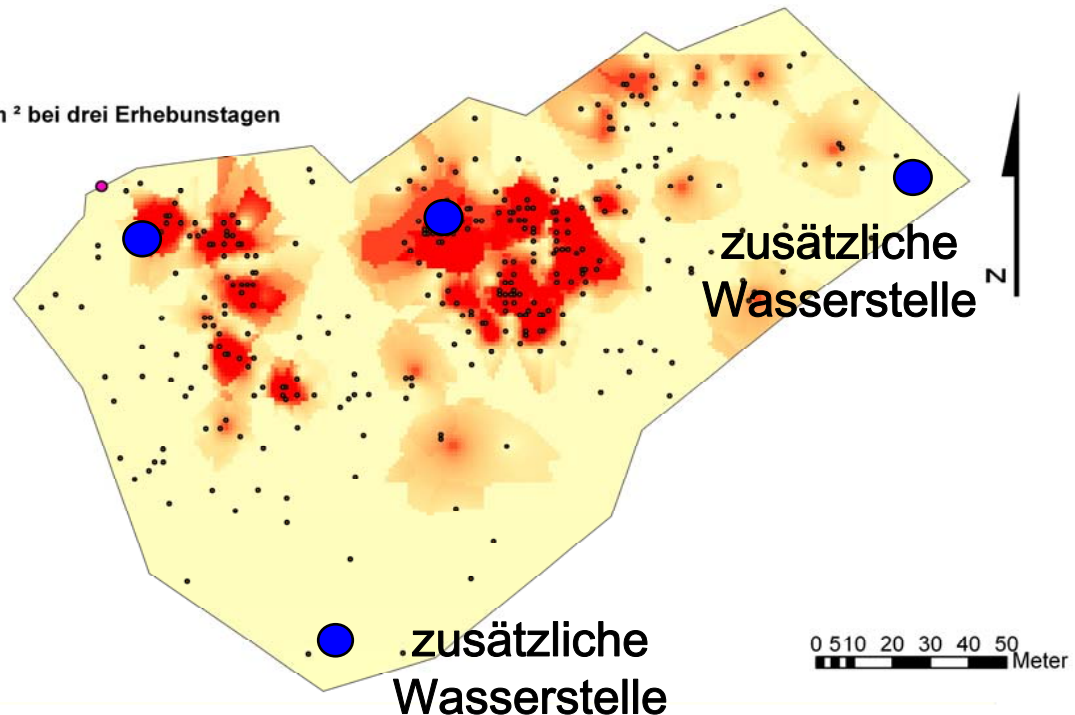 m ² bei drei Erhebunstagen
zusätzliche
Wasserstelle
N
zusätzliche
Wasserstelle
0 5 10 20 30 40 50
Meter